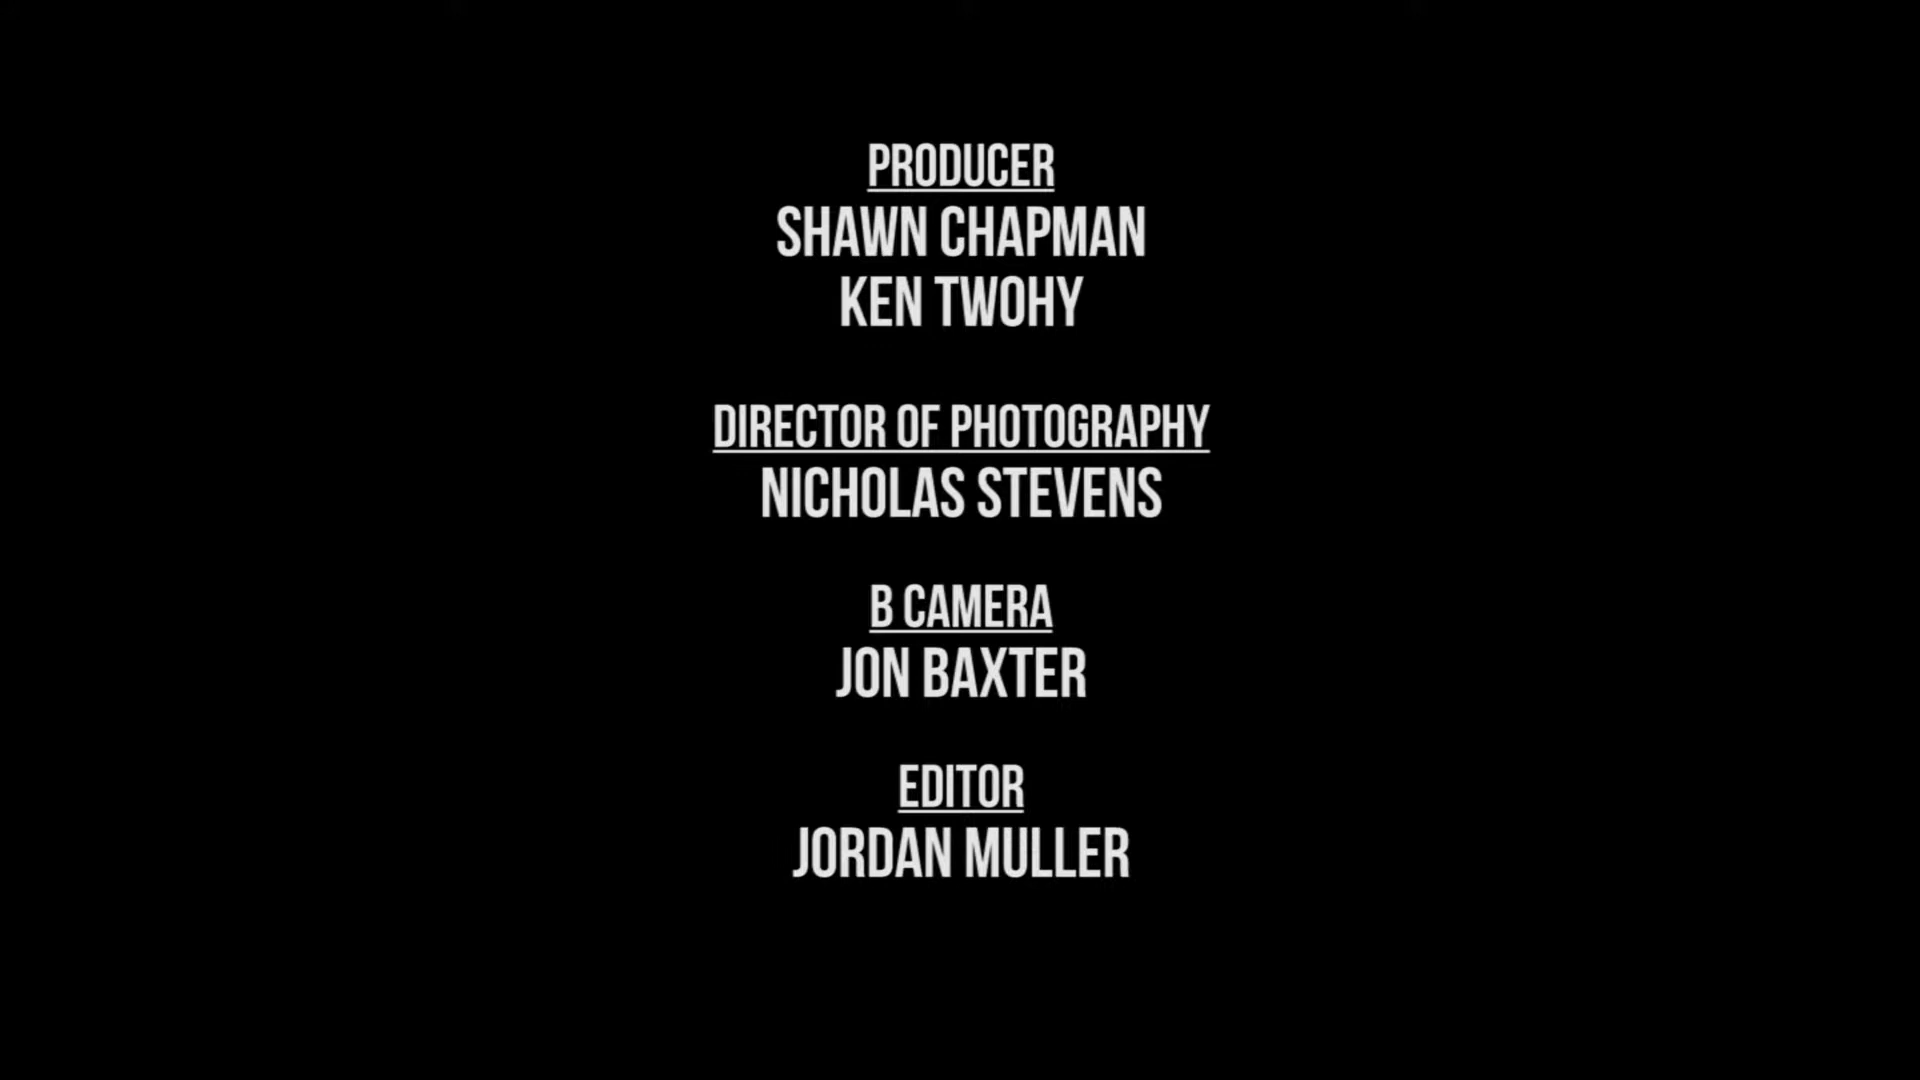 PRODUCER
SHAWN CHAPMAN
KEN TWOHY
DIRECTOR OF PHOTOGRAPHY
NICHOLAS STEVENS
B CAMERA
JON BAXTER
EDITOR
JORDAN MULLER